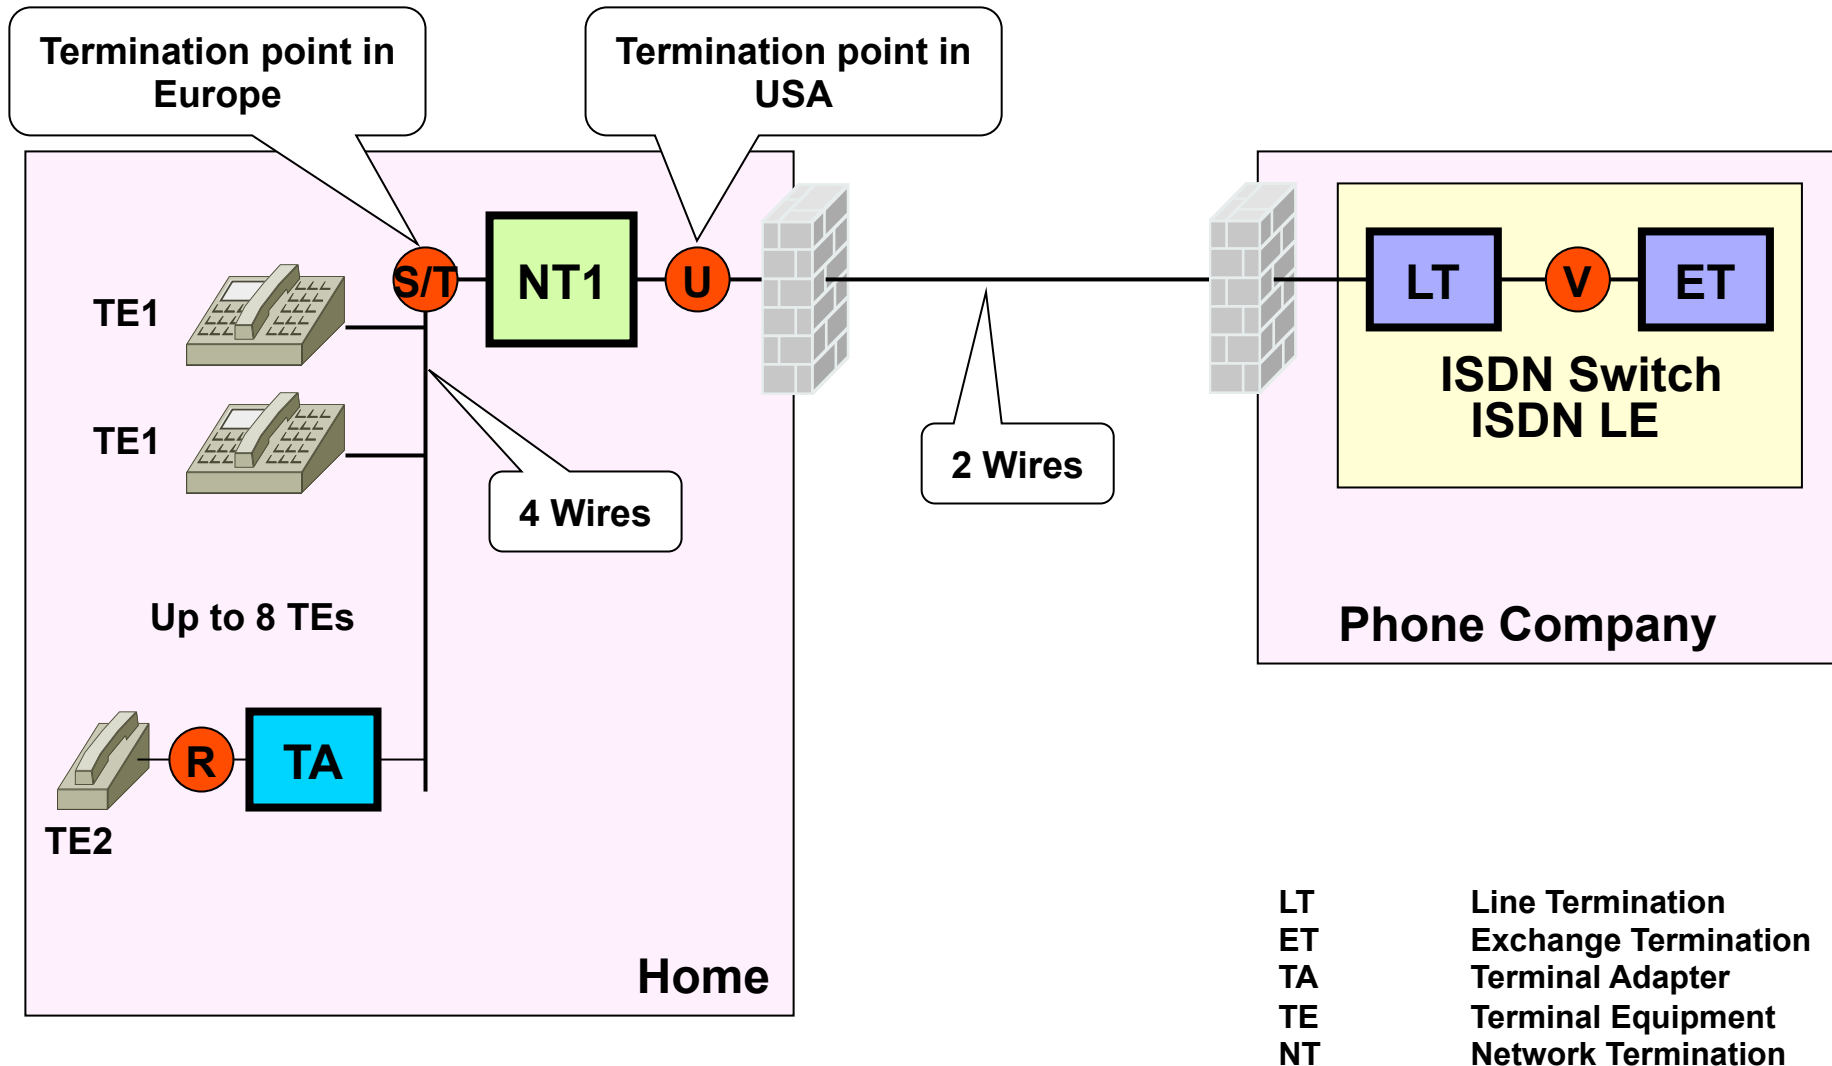 Termination point in
Europe
Termination point in
USA
S/T
NT1
U
LT
V
ET
TE1
ISDN Switch
ISDN LE
TE1
2 Wires
4 Wires
Up to 8 TEs
Phone Company
R
TA
TE2
Home
LT Line Termination
ET Exchange Termination
TA Terminal Adapter
TE Terminal Equipment
NT Network Termination